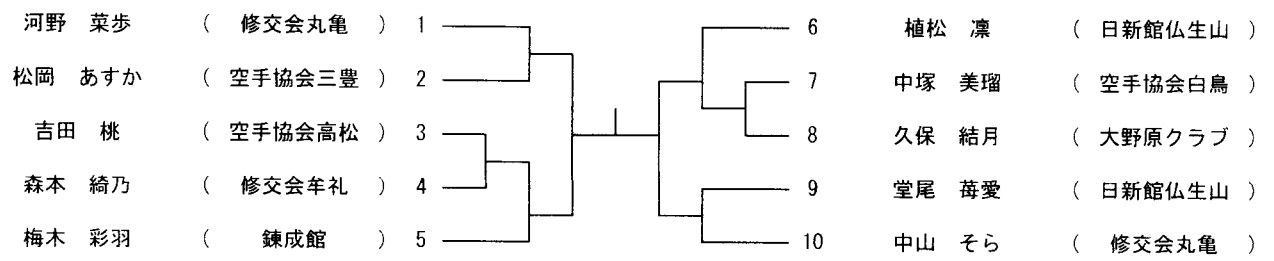 河野 菜歩 ( 修交会丸亀 ) 1
松岡 あすか ( 空手協会三豊 ) 2
吉田 桃 ( 空手協会高松 ) 3
森本 綺乃 ( 修交会牟礼 ) 4
梅木 彩羽 ( 錬成館 ) 5
6 植松 凛 ( 日新館仏生山 )
7 中塚 美瑠 ( 空手協会白鳥 )
8 久保 結月 ( 大野原クラブ )
9 堂尾 苺愛 ( 日新館仏生山 )
10 中山 そら ( 修交会丸亀 )